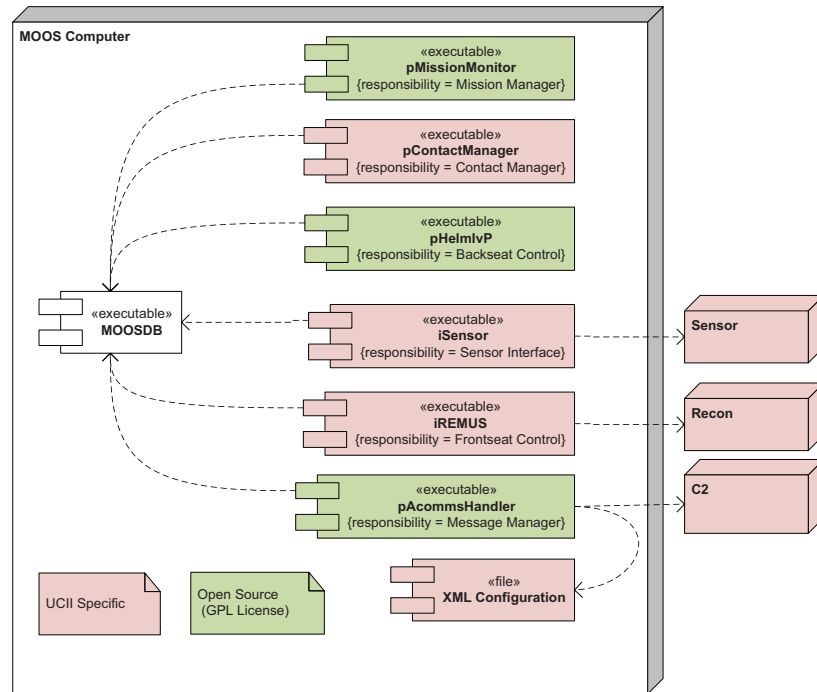 MOOS Computer
«executable»
pMissionMonitor
{responsibility = Mission Manager}
«executable»
pContactManager
{responsibility = Contact Manager}
«executable»
pHelmIvP
{responsibility = Backseat Control}
«executable»
MOOSDB
«executable»
iSensor
{responsibility = Sensor Interface}
Sensor
«executable»
iREMUS
{responsibility = Frontseat Control}
Recon
«executable»
pAcommsHandler
{responsibility = Message Manager}
C2
«file»
XML Configuration
UCII Specific
Open Source
(GPL License)